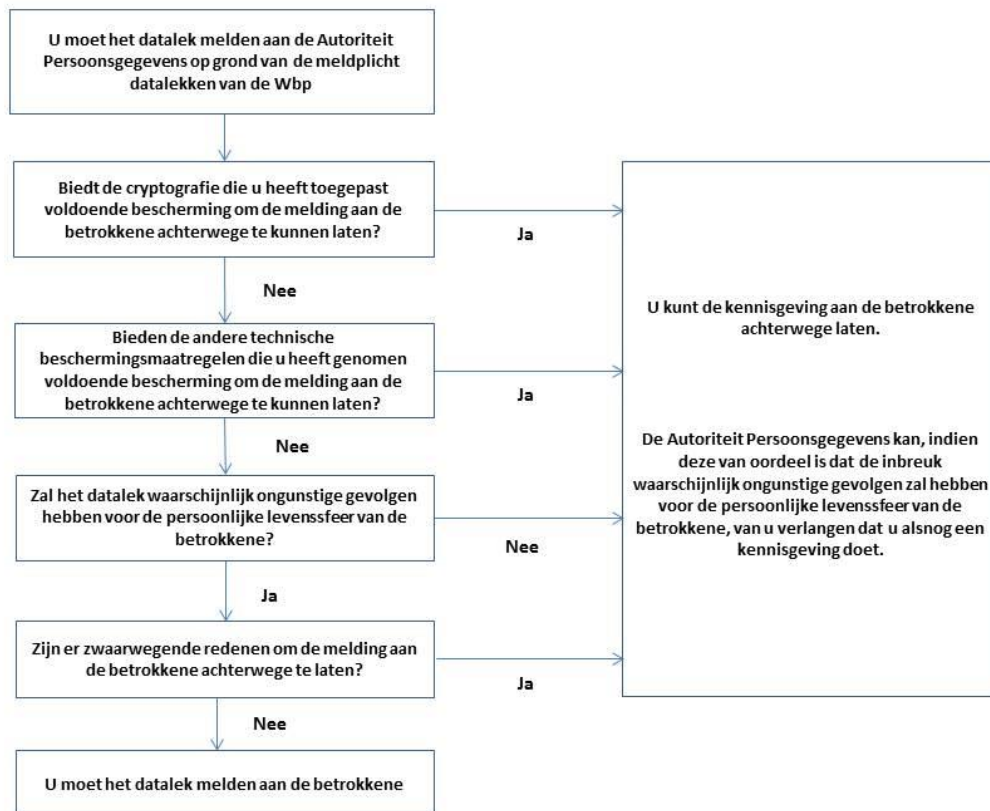 U moet het datalek melden aan de Autoriteit
Persoonsgegevens op grond van de meldplicht
datalekken van de Wbp
Biedt de cryptografie die u heeft toegepast
voldoende bescherming om de melding aan de
betrokkene achterwege te kunnen laten?
Ja
Nee
Bieden de andere technische
beschermingsmaatregelen die u heeft genomen
voldoende bescherming om de melding aan de
betrokkene achterwege te kunnen laten?
Ja
Nee
Zal het datalek waarschijnlijk ongunstige gevolgen
hebben voor de persoonlijke levenssfeer van de
betrokkene?
Nee
Ja
Zijn er zwaarwegende redenen om de melding aan
de betrokkene achterwege te laten?
Ja
Nee
U moet het datalek melden aan de betrokkene
U kunt de kennisgeving aan de betrokkene
achterwege laten.
De Autoriteit Persoonsgegevens kan, indien
deze van oordeel is dat de inbreuk
waarschijnlijk ongunstige gevolgen zal hebben
voor de persoonlijke levenssfeer van de
betrokkene, van u verlangen dat u alsnog een
kennisgeving doet.